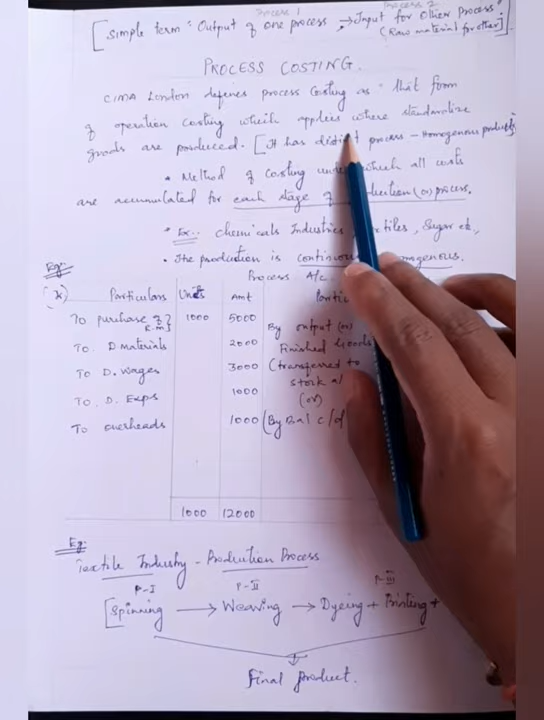 Process 1 Process 2
[Simple term: Output of one process → Input for Other Process
(Raw material for other)]
PROCESS COSTING.
CIMA London defines process Costing as "that form
of operation costing which applies where standardize
goods are produced. [It has distinct process - Homogenous products]
• Method of Costing under which all costs
are accumulated for each stage of production (or) process.
* Ex:- Chemicals Industries, Textiles, Sugar etc,
• The production is continuous homogenous.
Eg:-
Process A/c.
(X) Particulars Units Amt
To purchase of R.M} 1000 5000 By output (or)
To D. Materials 2000 Finished Goods
To D. Wages 3000 (transferred to
To D. Exps 1000 stock a/
(or)
To overheads 1000 (By Bal c/d
1000 12000
Eg:
Textile Industry - Production Process
P-I P-II P-III
[Spinning → Weaving → Dyeing + Printing +
Final product.